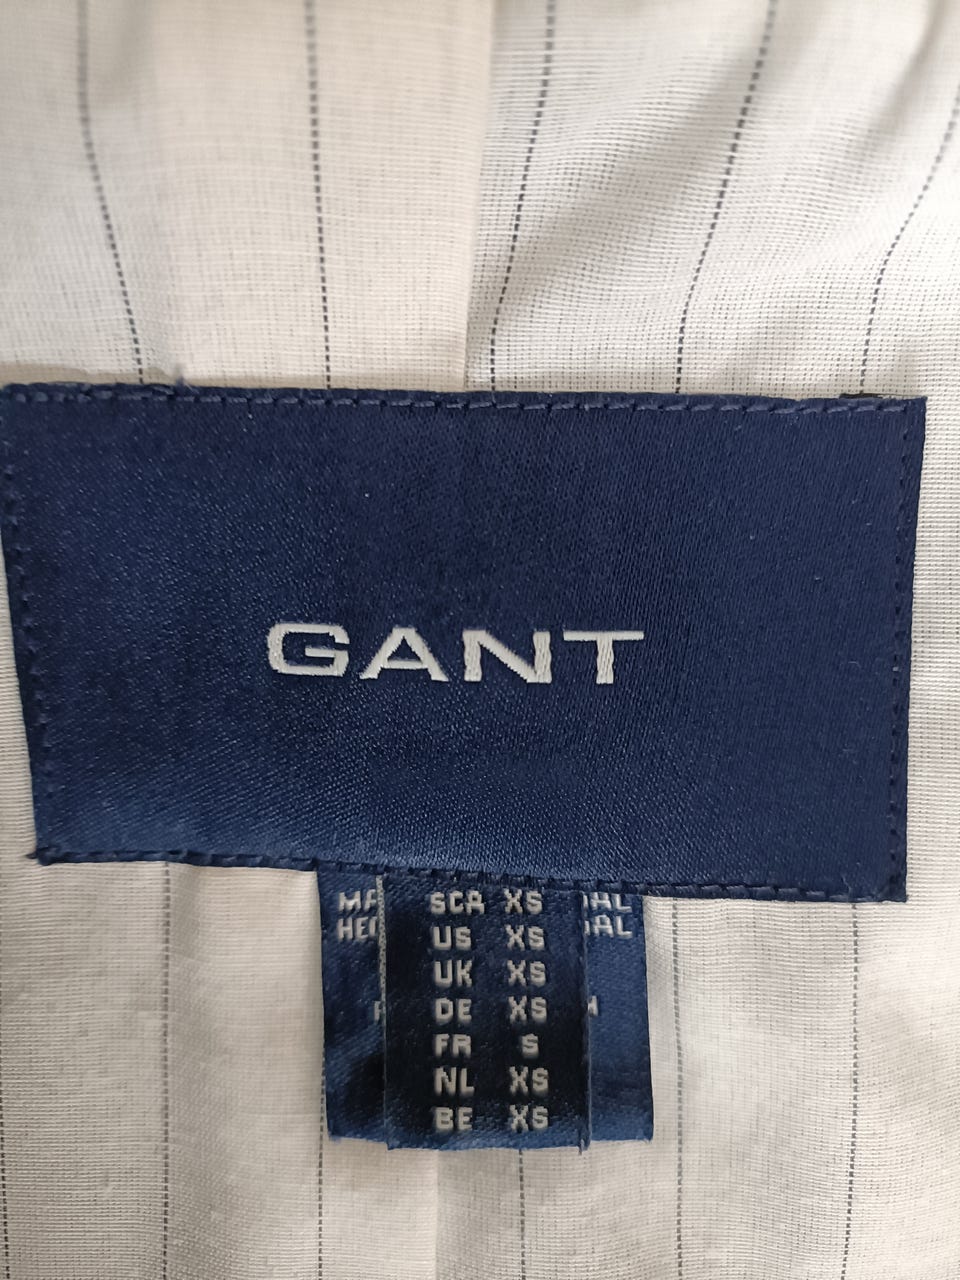 GANT
SCA XS
US XS
UK XS
DE XS
FR S
NL XS
BE XS